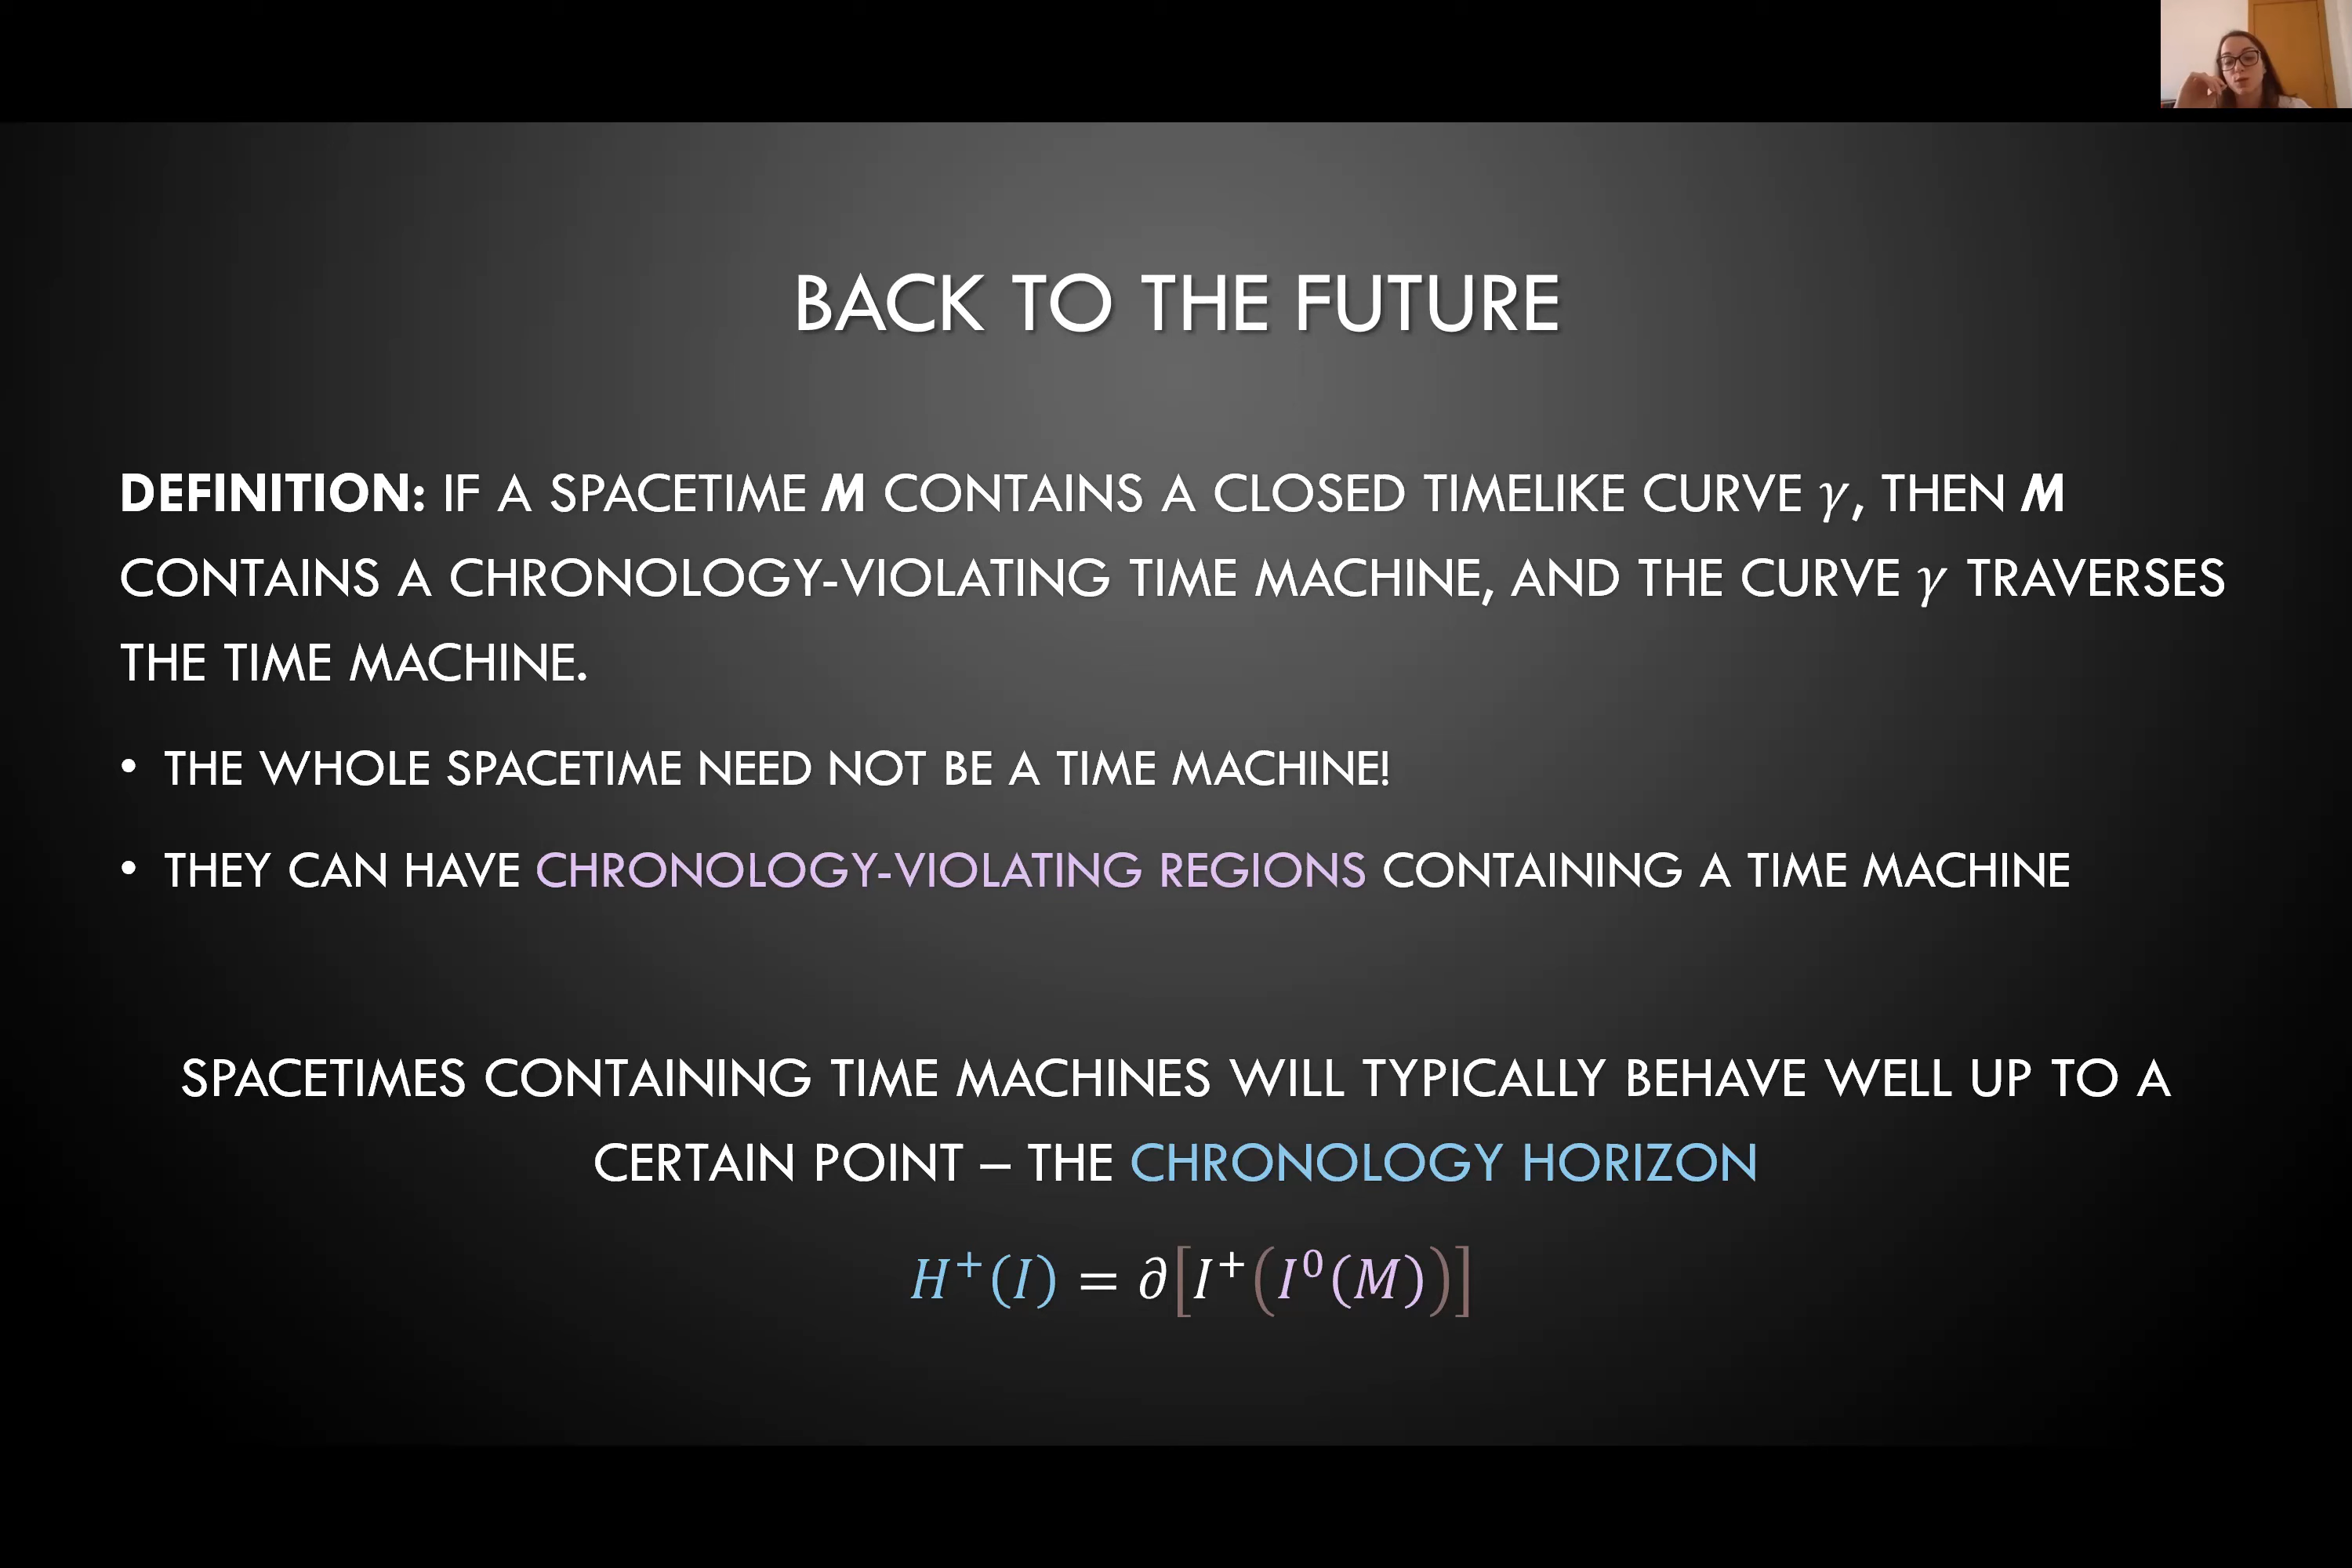 BACK TO THE FUTURE
DEFINITION: IF A SPACETIME M CONTAINS A CLOSED TIMELIKE CURVE γ, THEN M
CONTAINS A CHRONOLOGY-VIOLATING TIME MACHINE, AND THE CURVE γ TRAVERSES
THE TIME MACHINE.
• THE WHOLE SPACETIME NEED NOT BE A TIME MACHINE!
• THEY CAN HAVE CHRONOLOGY-VIOLATING REGIONS CONTAINING A TIME MACHINE
SPACETIMES CONTAINING TIME MACHINES WILL TYPICALLY BEHAVE WELL UP TO A
CERTAIN POINT – THE CHRONOLOGY HORIZON
H⁺(I) = ∂[I⁺(I⁰(M))]